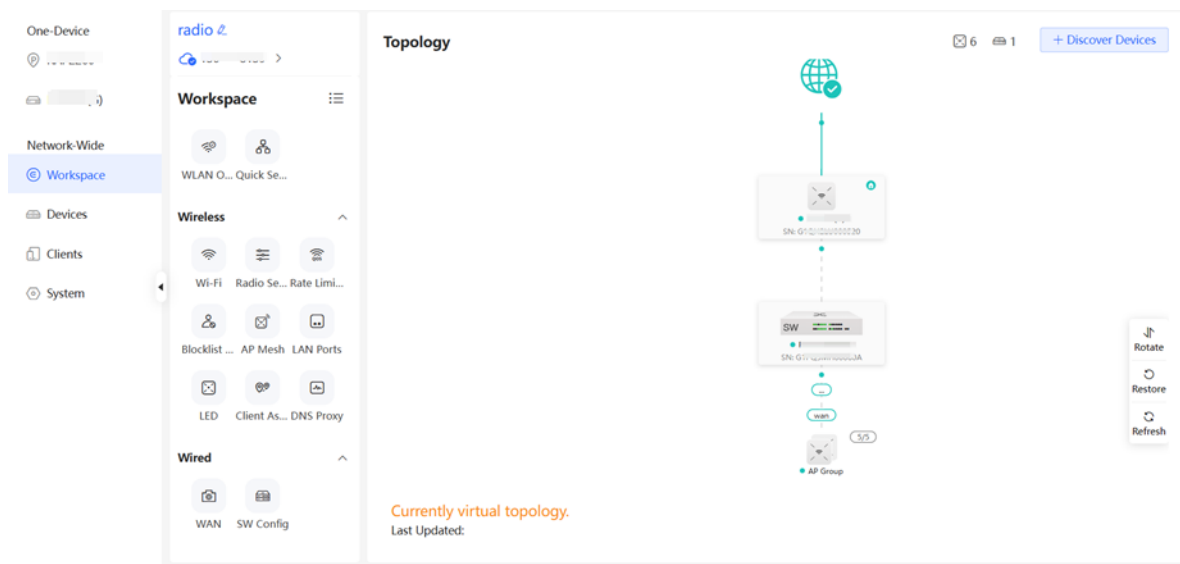 One-Device
Network-Wide
Workspace
Devices
Clients
System
radio
Workspace
WLAN O... Quick Se...
Wireless
Wi-Fi Radio Se... Rate Limi...
Blocklist ... AP Mesh LAN Ports
LED Client As... DNS Proxy
Wired
WAN SW Config
Topology
6 1 + Discover Devices
SN:
SW
SN:
...
wan
5/5
AP Group
Rotate
Restore
Refresh
Currently virtual topology.
Last Updated: